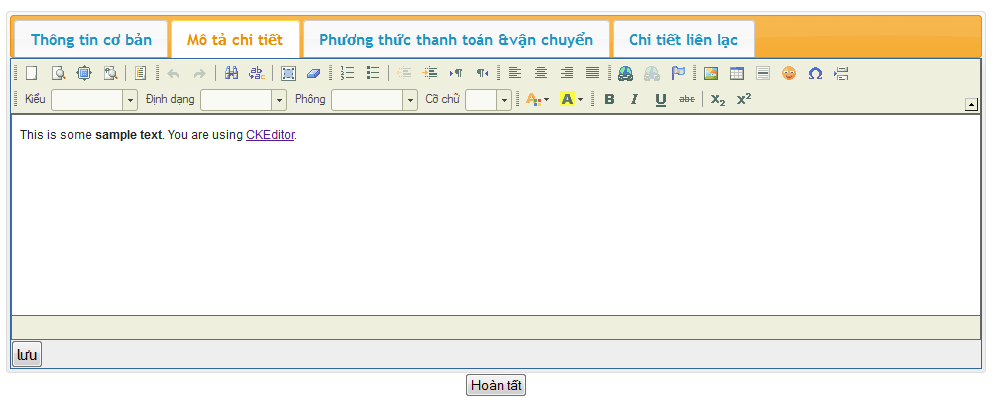 Thông tin cơ bản Mô tả chi tiết Phương thức thanh toán &vận chuyển Chi tiết liên lạc
Kiểu Định dạng Phông Cỡ chữ A A B I U abc X₂ X²
This is some sample text. You are using CKEditor.
lưu
Hoàn tất